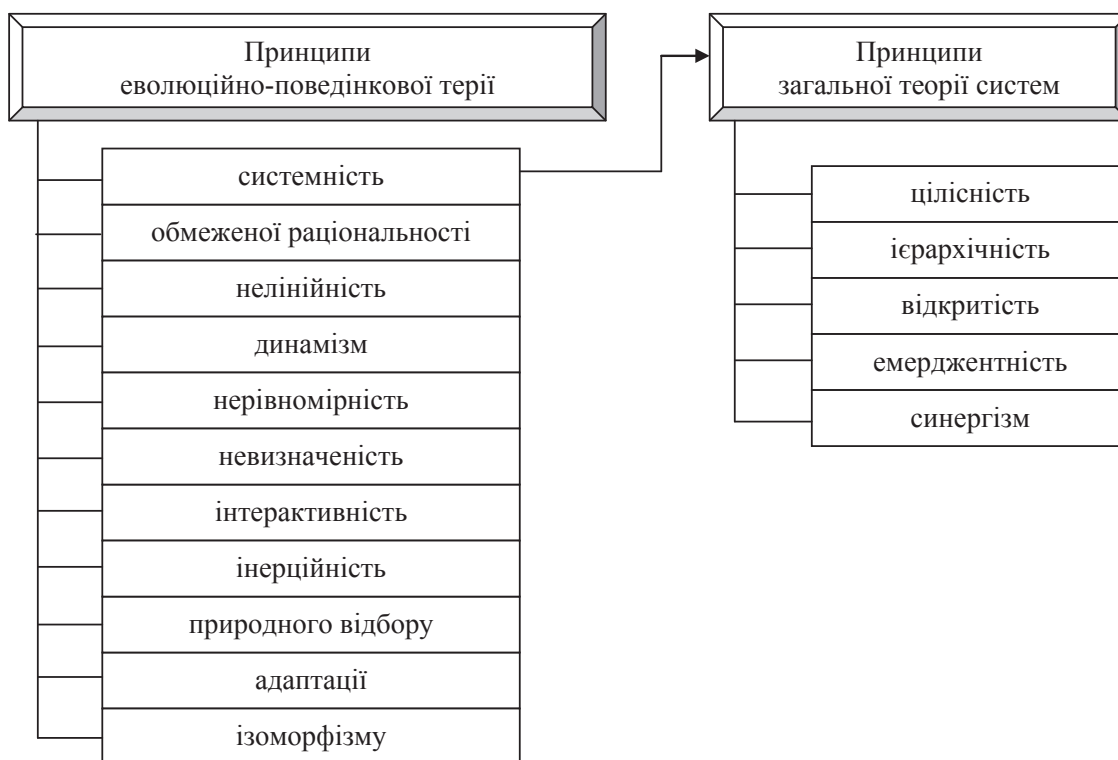 Принципи
еволюційно-поведінкової терії
системність
обмеженої раціональності
нелінійність
динамізм
нерівномірність
невизначеність
інтерактивність
інерційність
природного відбору
адаптації
ізоморфізму
Принципи
загальної теорії систем
цілісність
ієрархічність
відкритість
емерджентність
синергізм